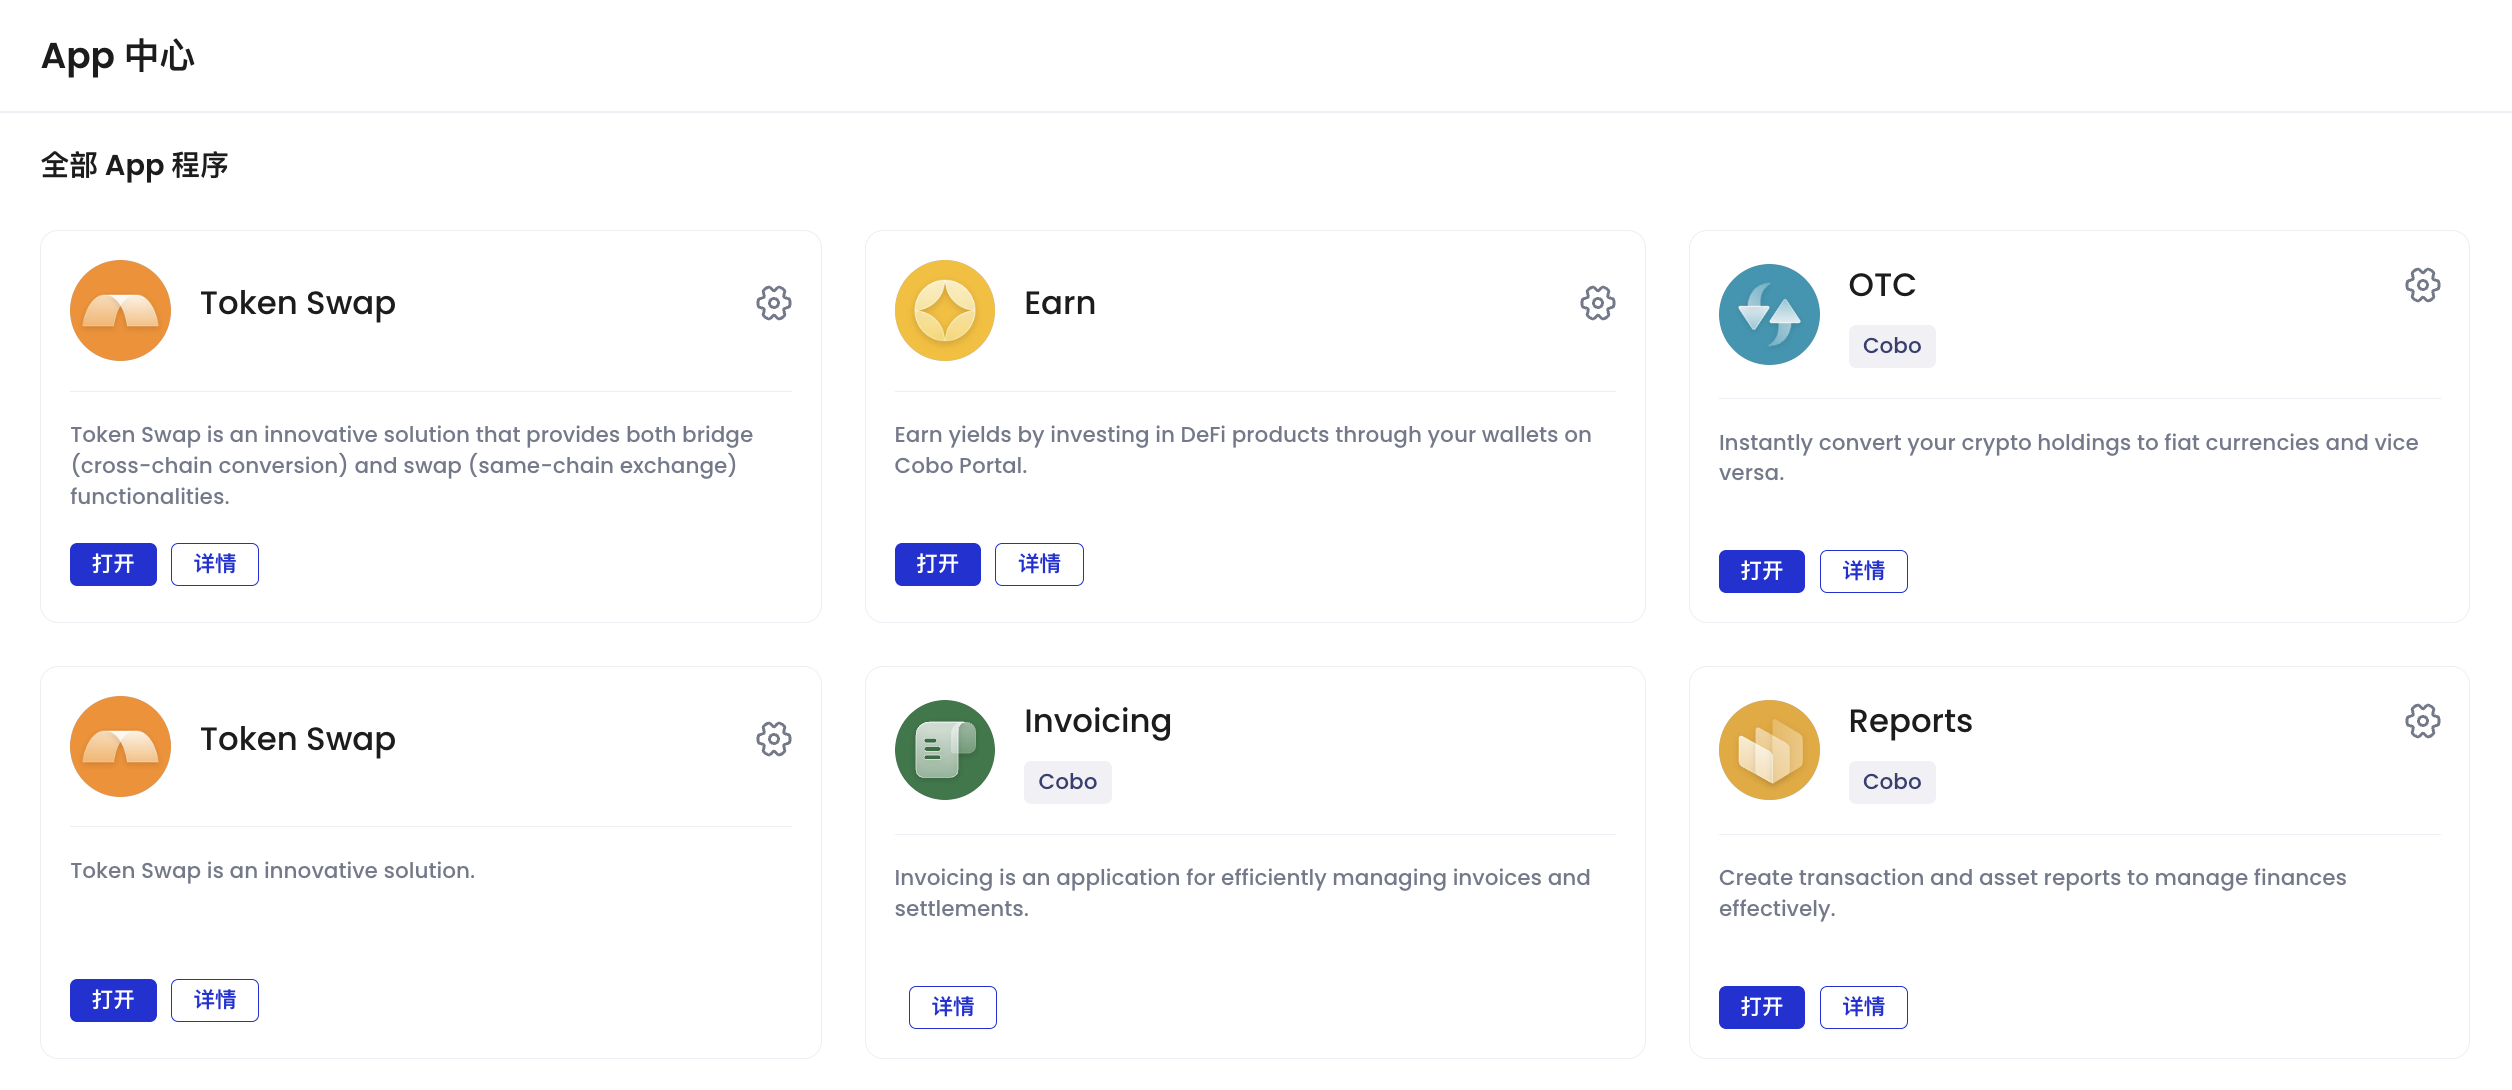 App 中心
全部 App 程序
Token Swap
Token Swap is an innovative solution that provides both bridge
(cross-chain conversion) and swap (same-chain exchange)
functionalities.
打开
详情
Earn
Earn yields by investing in DeFi products through your wallets on
Cobo Portal.
打开
详情
OTC
Cobo
Instantly convert your crypto holdings to fiat currencies and vice
versa.
打开
详情
Token Swap
Token Swap is an innovative solution.
打开
详情
Invoicing
Cobo
Invoicing is an application for efficiently managing invoices and
settlements.
详情
Reports
Cobo
Create transaction and asset reports to manage finances
effectively.
打开
详情